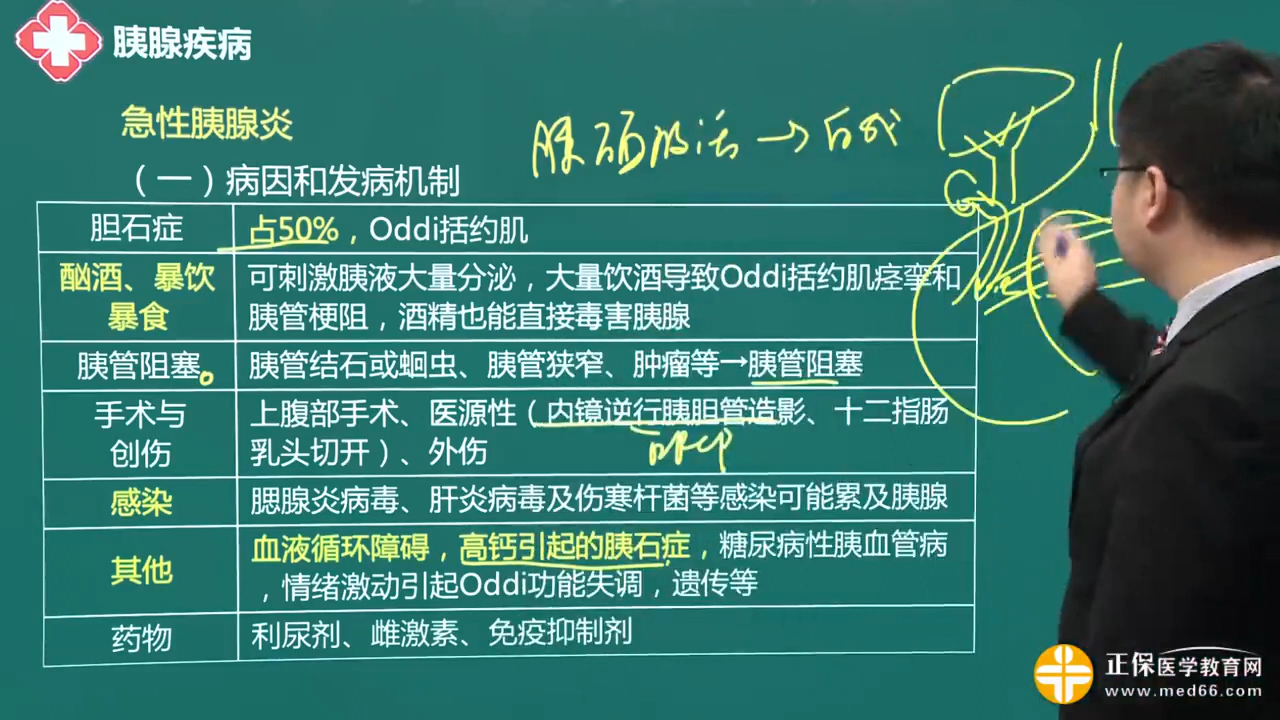 胰腺疾病
急性胰腺炎
（一）病因和发病机制
胆石症
占50%，Oddi括约肌
酗酒、暴饮
暴食
可刺激胰液大量分泌，大量饮酒导致Oddi括约肌痉挛和
胰管梗阻，酒精也能直接毒害胰腺
胰管阻塞
胰管结石或蛔虫、胰管狭窄、肿瘤等→胰管阻塞
手术与
创伤
上腹部手术、医源性（内镜逆行胰胆管造影、十二指肠
乳头切开）、外伤
感染
腮腺炎病毒、肝炎病毒及伤寒杆菌等感染可能累及胰腺
其他
血液循环障碍，高钙引起的胰石症，糖尿病性胰血管病
，情绪激动引起Oddi功能失调，遗传等
药物
利尿剂、雌激素、免疫抑制剂
正保医学教育网
www.med66.com